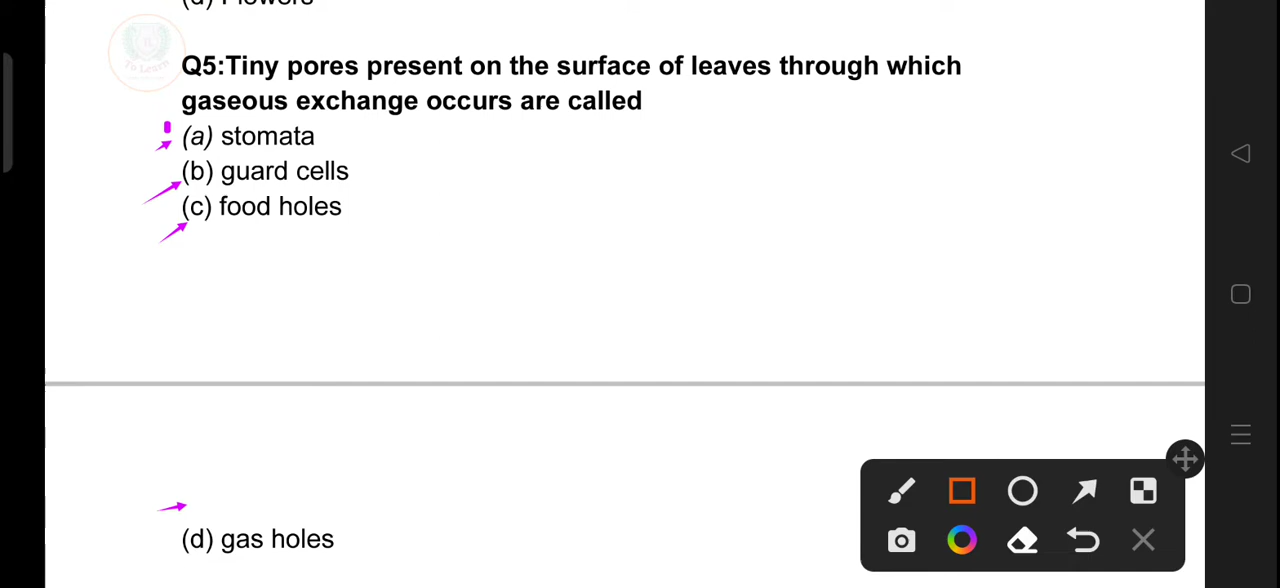 Q5:Tiny pores present on the surface of leaves through which
gaseous exchange occurs are called
(a) stomata
(b) guard cells
(c) food holes
(d) gas holes